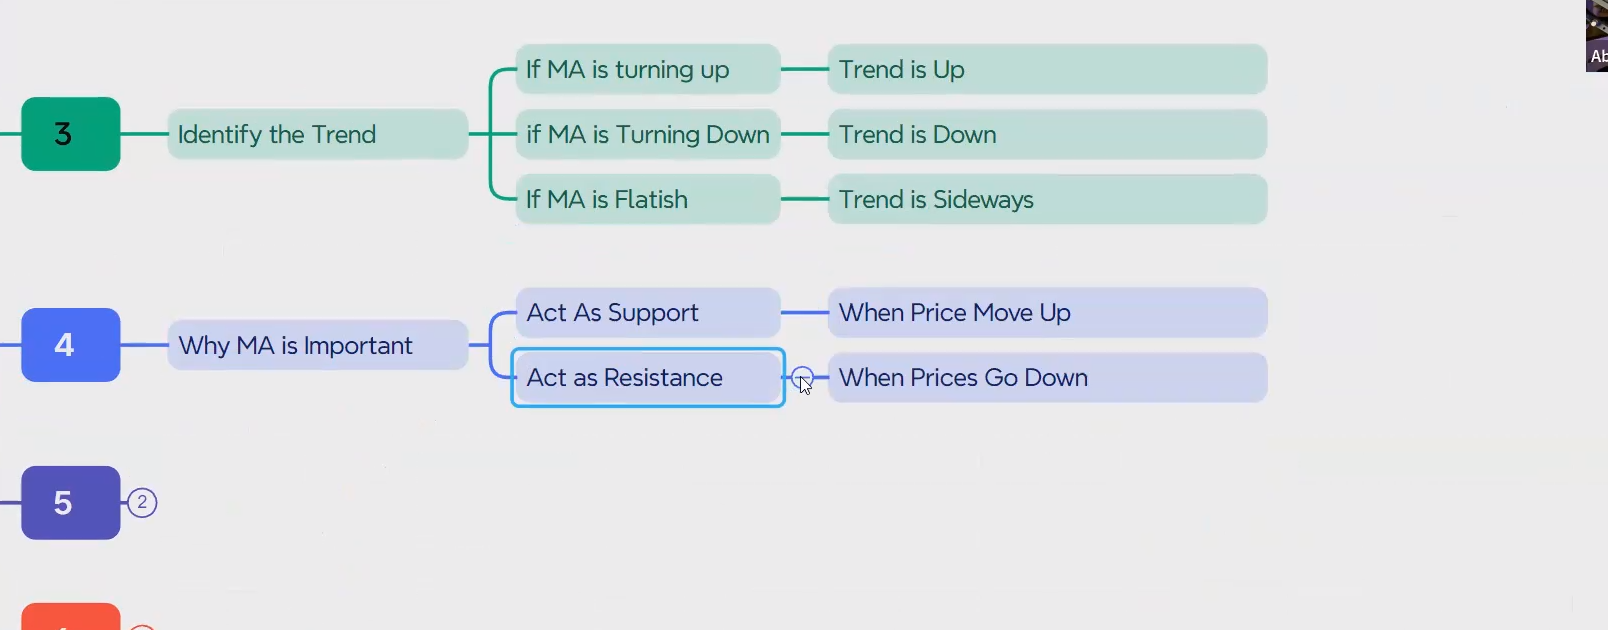 Ab
If MA is turning up
Trend is Up
3
Identify the Trend
if MA is Turning Down
Trend is Down
If MA is Flatish
Trend is Sideways
Act As Support
When Price Move Up
4
Why MA is Important
Act as Resistance
When Prices Go Down
5
2